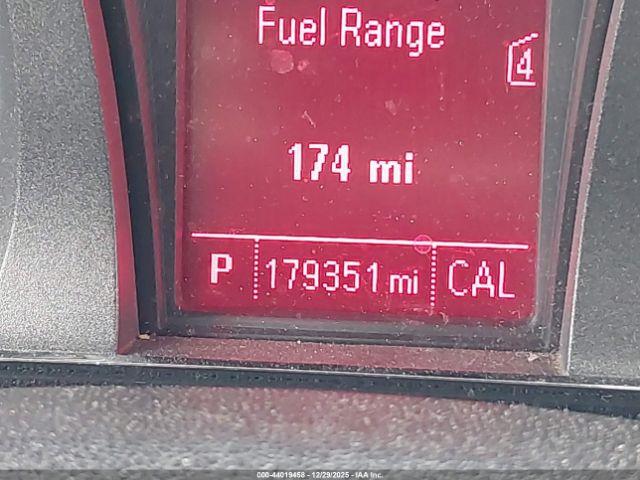 Fuel Range
4
174 mi
P 179351 mi CAL
000-44019458 - 12/29/2025 - IAA Inc.